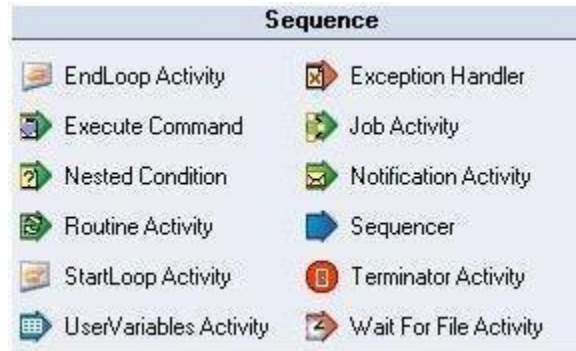 Sequence
EndLoop Activity
Exception Handler
Execute Command
Job Activity
Nested Condition
Notification Activity
Routine Activity
Sequencer
StartLoop Activity
Terminator Activity
UserVariables Activity
Wait For File Activity